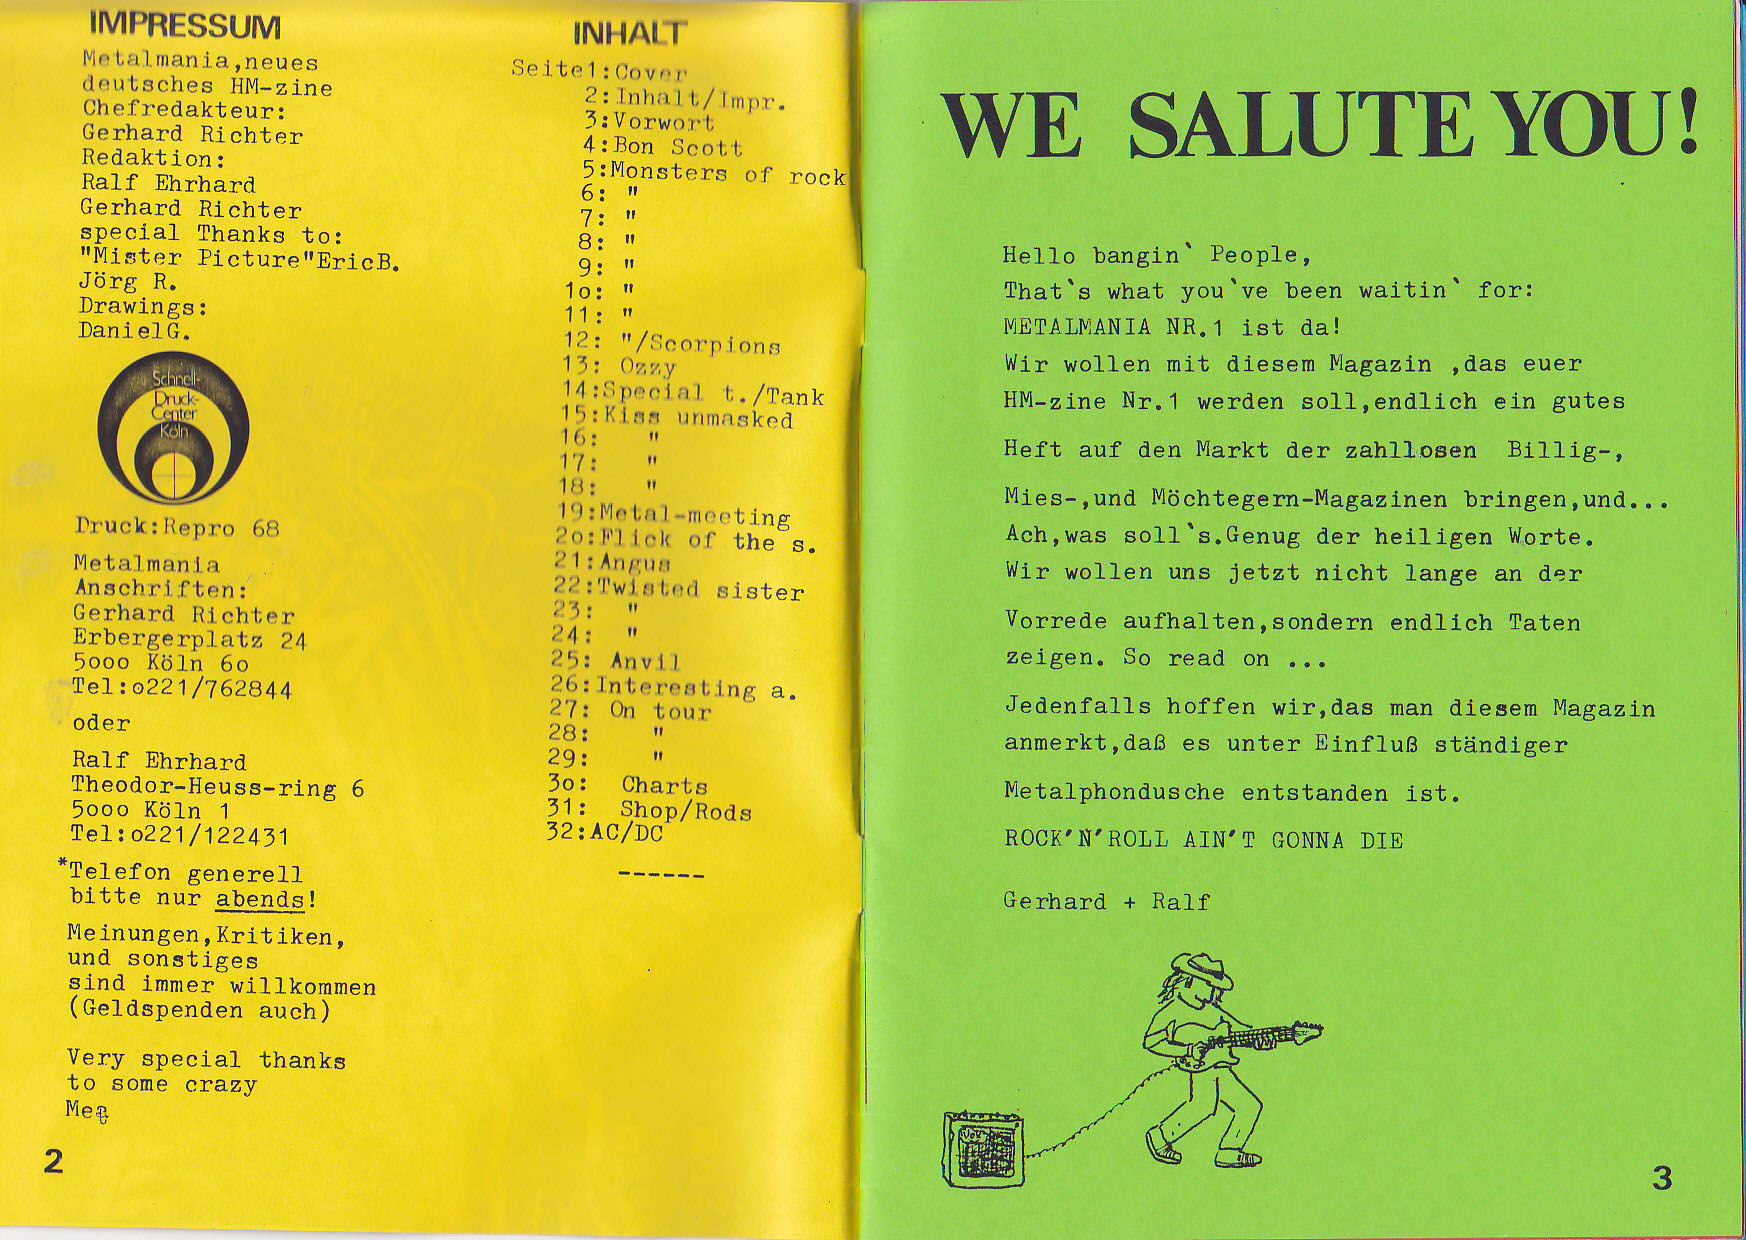 IMPRESSUM
Metalmania,neues
deutsches HM-zine
Chefredakteur:
Gerhard Richter
Redaktion:
Ralf Ehrhard
Gerhard Richter
special Thanks to:
"Mister Picture"EricB.
Jörg R.
Drawings:
DanielG.
Schnell-
Druck-
Center
Köln
Druck:Repro 68
Metalmania
Anschriften:
Gerhard Richter
Erbergerplatz 24
5ooo Köln 6o
Tel:o221/762844
oder
Ralf Ehrhard
Theodor-Heuss-ring 6
5ooo Köln 1
Tel:o221/122431
*Telefon generell
bitte nur abends!
Meinungen,Kritiken,
und sonstiges
sind immer willkommen
(Geldspenden auch)
Very special thanks
to some crazy
2
INHALT
Seite1:Cover
2:Inhalt/Impr.
3:Vorwort
4:Bon Scott
5:Monsters of rock
6: "
7: "
8: "
9: "
1o: "
11: "
12: "/Scorpions
13: Ozzy
14:Special t./Tank
15:Kiss unmasked
16: "
17: "
18: "
19:Metal-meeting
2o:Flick of the s.
21:Angus
22:Twisted sister
23: "
24: "
25: Anvil
26:Interesting a.
27: On tour
28: "
29: "
3o: Charts
31: Shop/Rods
32:AC/DC
------
WE SALUTE YOU!
Hello bangin` People,
That`s what you`ve been waitin` for:
METALMANIA NR.1 ist da!
Wir wollen mit diesem Magazin ,das euer
HM-zine Nr.1 werden soll,endlich ein gutes
Heft auf den Markt der zahllosen Billig-,
Mies-,und Möchtegern-Magazinen bringen,und...
Ach,was soll`s.Genug der heiligen Worte.
Wir wollen uns jetzt nicht lange an der
Vorrede aufhalten,sondern endlich Taten
zeigen. So read on ...
Jedenfalls hoffen wir,das man diesem Magazin
anmerkt,daß es unter Einfluß ständiger
Metalphondusche entstanden ist.
ROCK'N'ROLL AIN'T GONNA DIE
Gerhard + Ralf
3